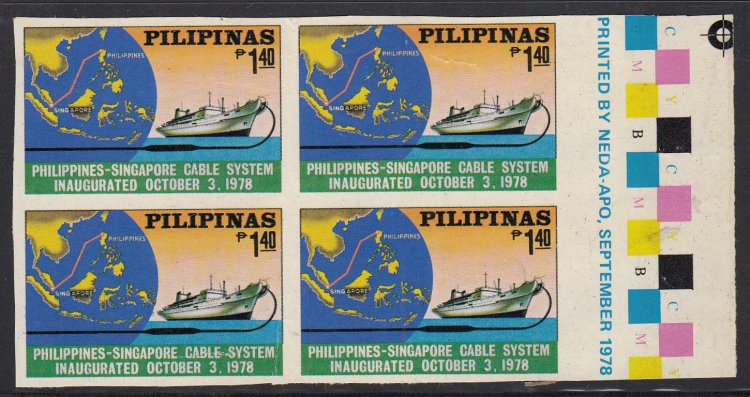 PILIPINAS
₱1.40
PHILIPPINES
SINGAPORE
PHILIPPINES-SINGAPORE CABLE SYSTEM
INAUGURATED OCTOBER 3, 1978
PILIPINAS
₱1.40
PHILIPPINES
SINGAPORE
PHILIPPINES-SINGAPORE CABLE SYSTEM
INAUGURATED OCTOBER 3, 1978
PILIPINAS
₱1.40
PHILIPPINES
SINGAPORE
PHILIPPINES-SINGAPORE CABLE SYSTEM
INAUGURATED OCTOBER 3, 1978
PILIPINAS
₱1.40
PHILIPPINES
SINGAPORE
PHILIPPINES-SINGAPORE CABLE SYSTEM
INAUGURATED OCTOBER 3, 1978
PRINTED BY NEDA-APO, SEPTEMBER 1978
M B Y C M B Y C M
C Y B M C Y B M C